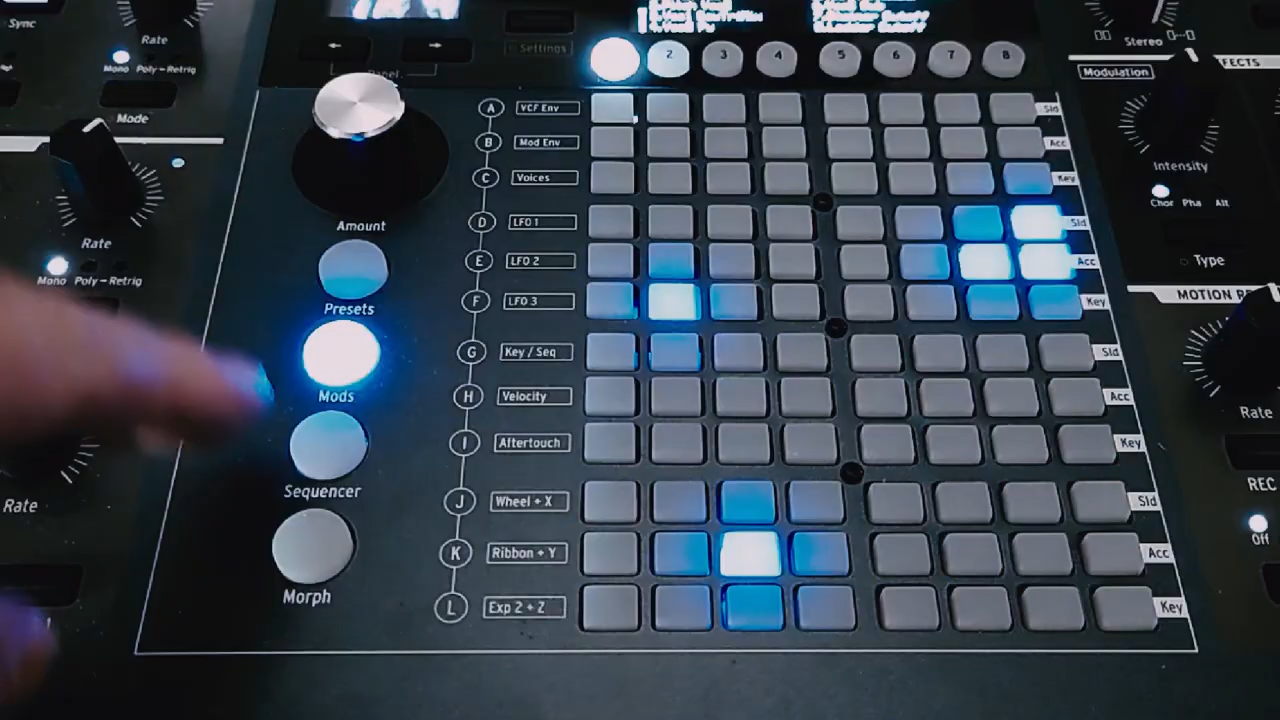 Sync
Rate
Mono Poly-Retrig
Mode
Rate
Mono Poly-Retrig
Rate
Settings
Panel
Amount
Presets
Mods
Sequencer
Morph
2 3 4 5 6 7 8
A VCF Env Sld
B Mod Env Acc
C Voices Key
D LFO 1 Sld
E LFO 2 Acc
F LFO 3 Key
G Key / Seq Sld
H Velocity Acc
I Aftertouch Key
J Wheel + X Sld
K Ribbon + Y Acc
L Exp 2 + Z Key
Stereo
Modulation
Intensity
Chor Pha Alt
Type
MOTION
Rate
REC
Off